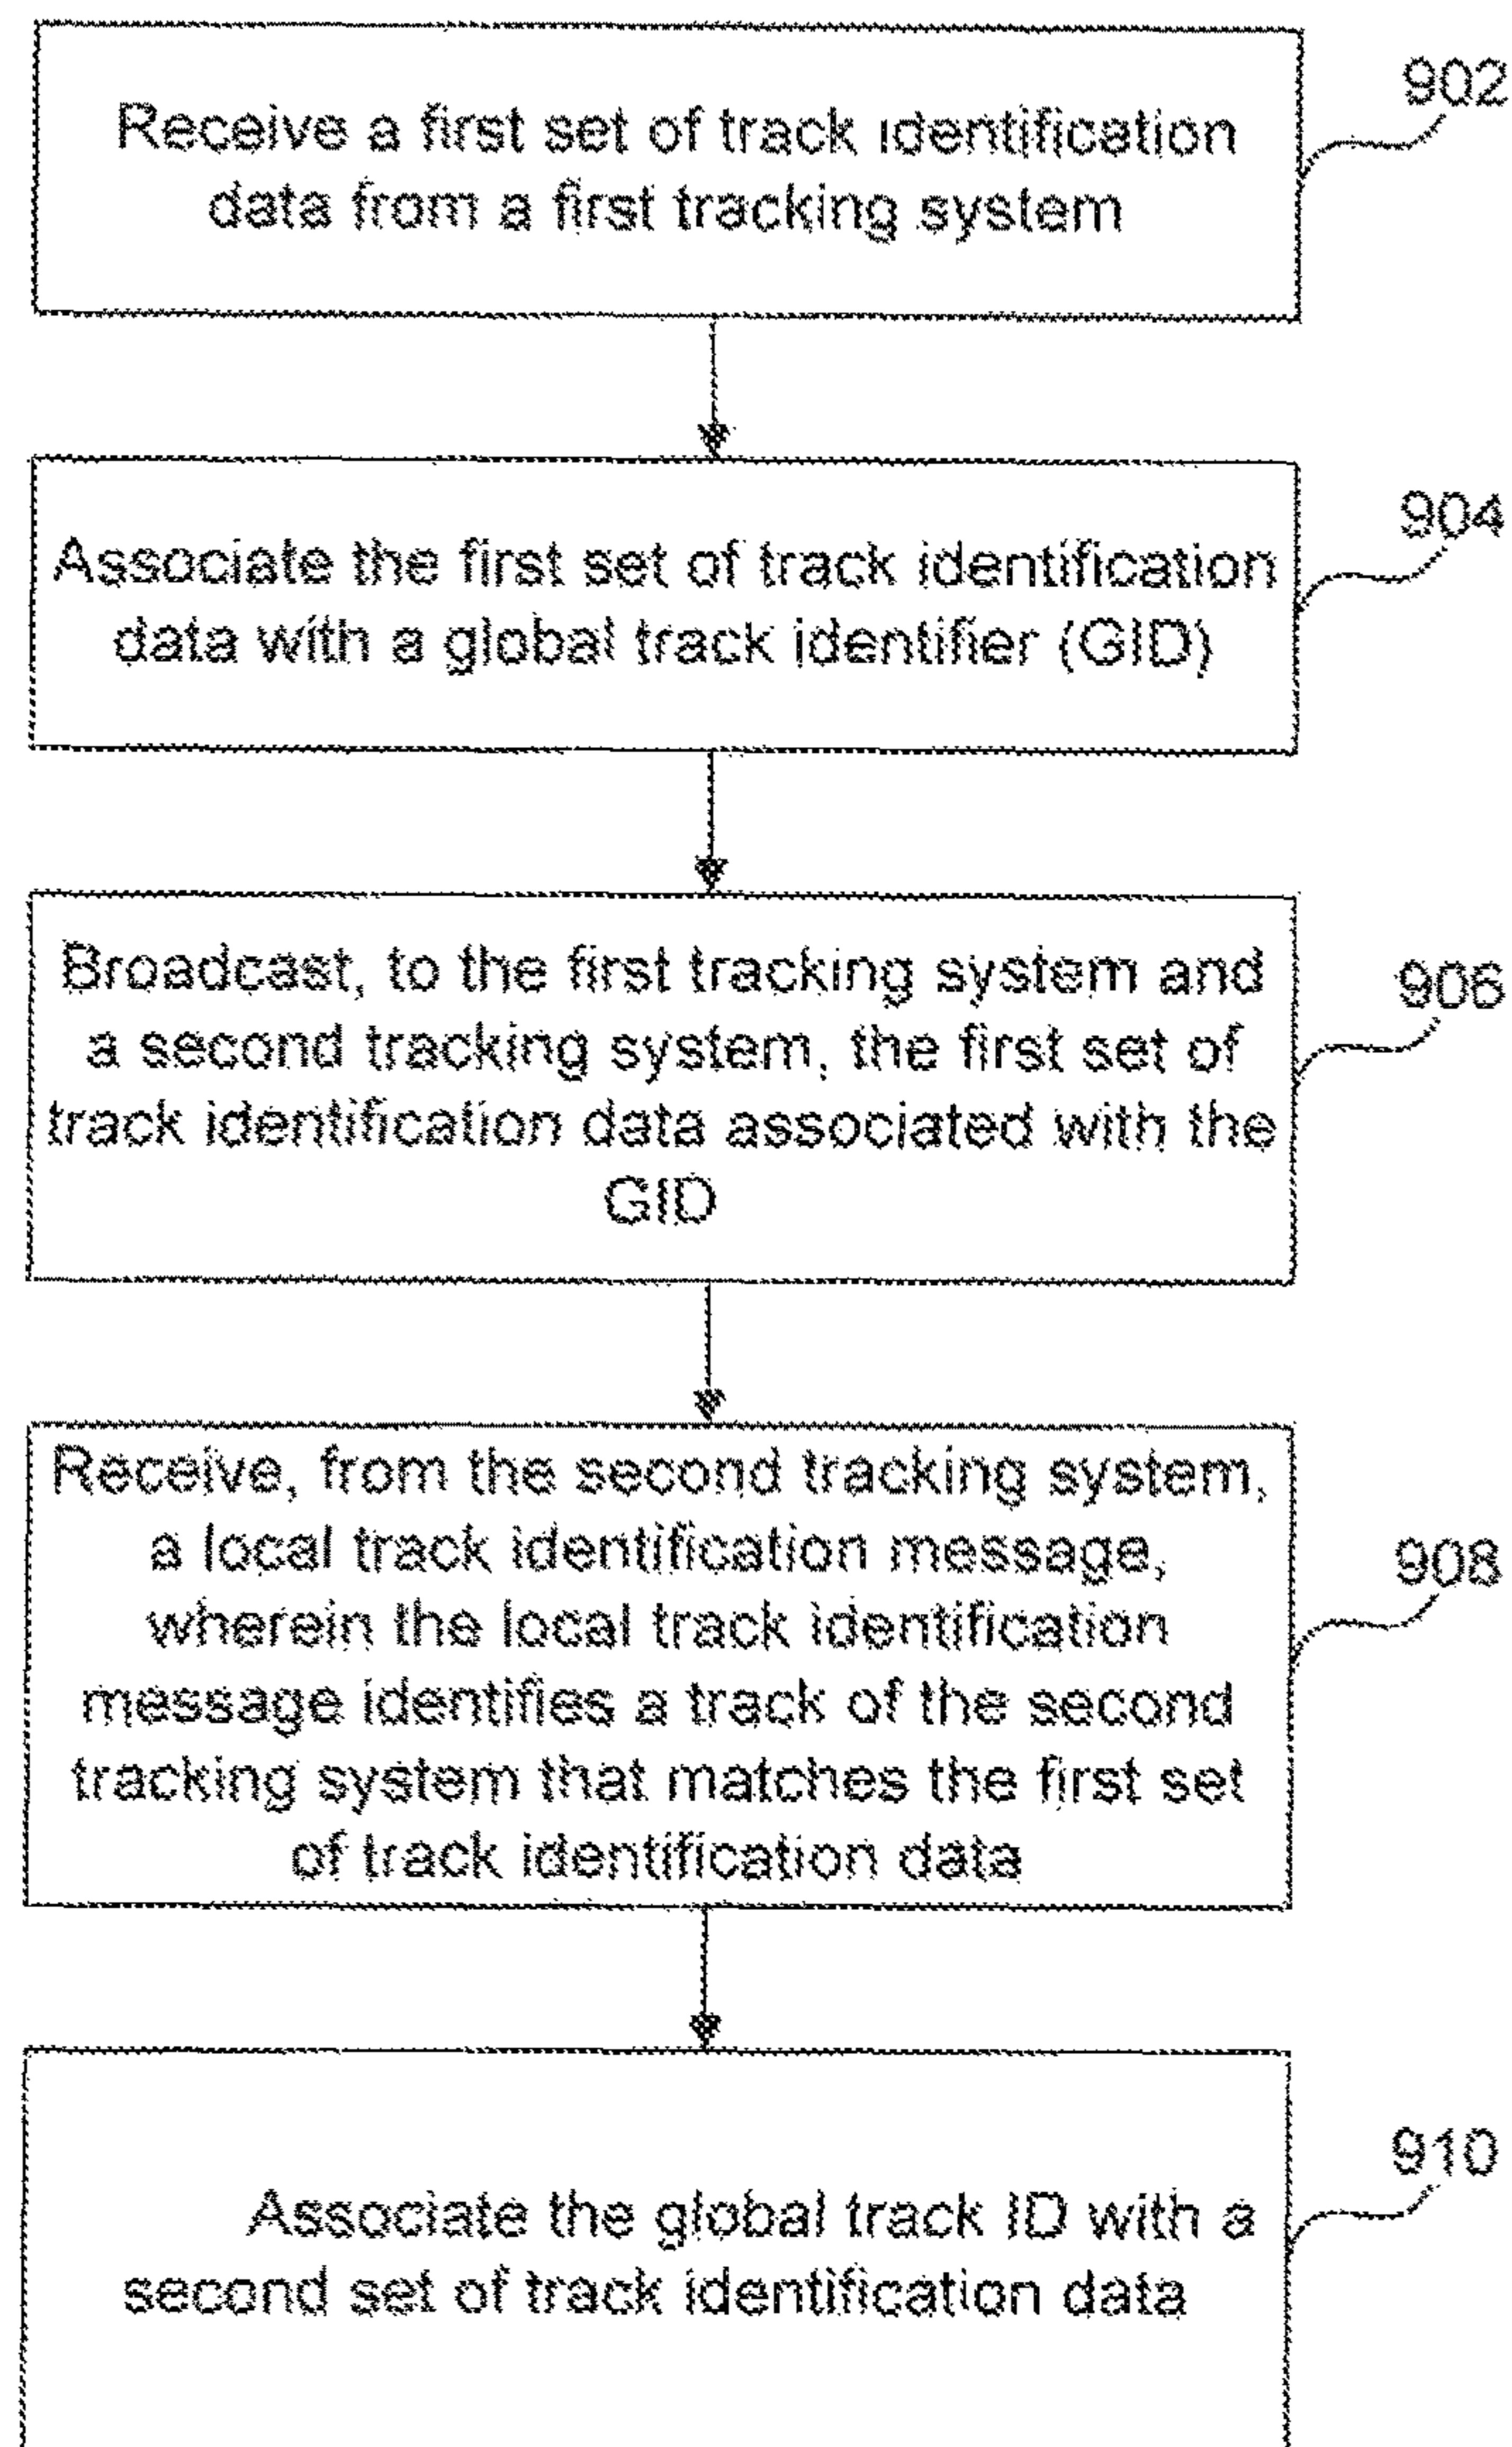 Receive a first set of track identification
data from a first tracking system
902
Associate the first set of track identification
data with a global track identifier (GID)
904
Broadcast, to the first tracking system and
a second tracking system, the first set of
track identification data associated with the
GID
906
Receive, from the second tracking system,
a local track identification message,
wherein the local track identification
message identifies a track of the second
tracking system that matches the first set
of track identification data
908
Associate the global track ID with a
second set of track identification data
910